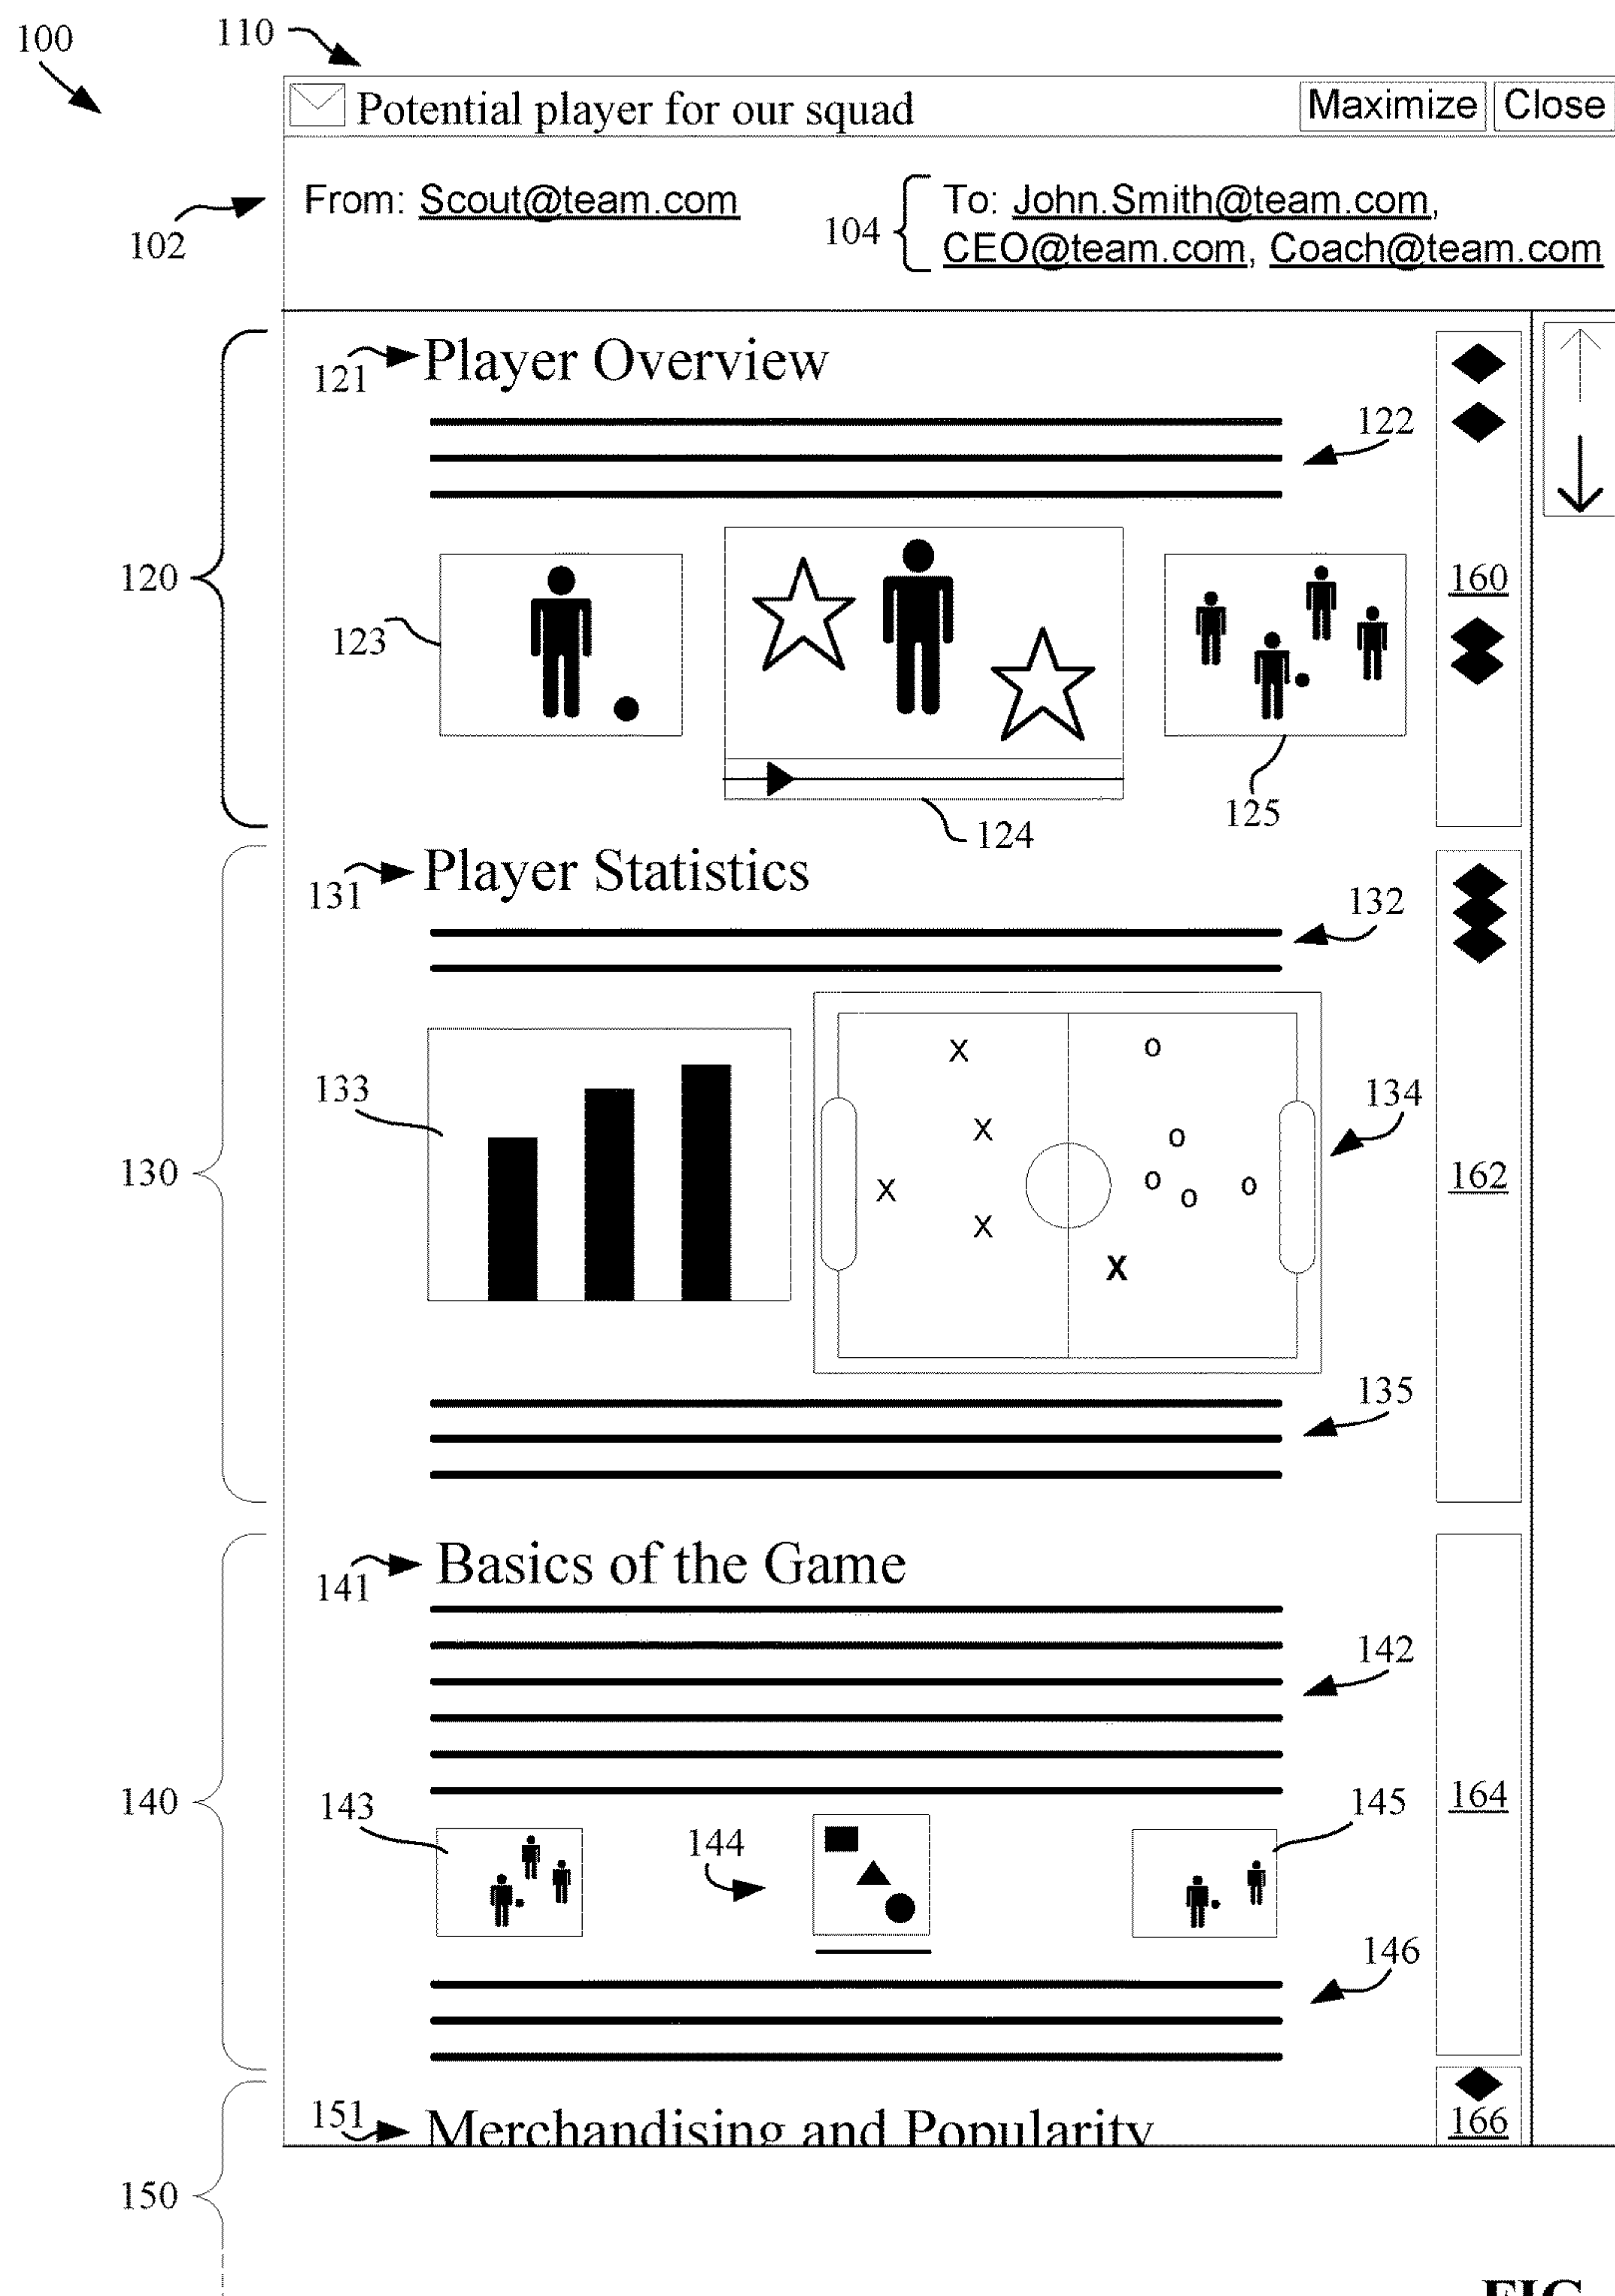 100
110
Potential player for our squad
Maximize
Close
102
From: Scout@team.com
104
To: John.Smith@team.com,
CEO@team.com, Coach@team.com
120
121
Player Overview
122
123
124
125
160
130
131
Player Statistics
132
133
X
X
X
X
X
o
o
o
o
o
134
162
135
140
141
Basics of the Game
142
143
144
145
164
146
150
151
Merchandising and Popularity
166